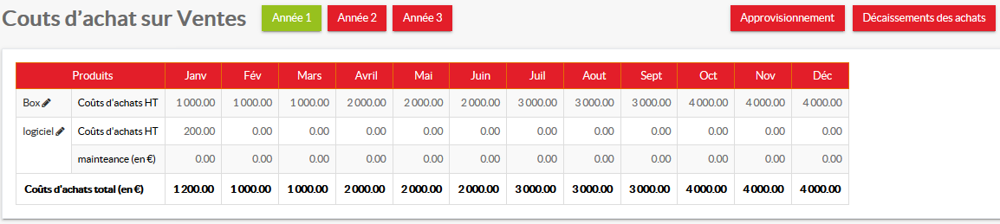 Couts d'achat sur Ventes Année 1 Année 2 Année 3 Approvisionnement Décaissements des achats
Produits Janv Fév Mars Avril Mai Juin Juil Aout Sept Oct Nov Déc
Box Coûts d'achats HT 1 000.00 1 000.00 1 000.00 2 000.00 2 000.00 2 000.00 3 000.00 3 000.00 3 000.00 4 000.00 4 000.00 4 000.00
logiciel Coûts d'achats HT 200.00 0.00 0.00 0.00 0.00 0.00 0.00 0.00 0.00 0.00 0.00 0.00
mainteance (en €) 0.00 0.00 0.00 0.00 0.00 0.00 0.00 0.00 0.00 0.00 0.00 0.00
Coûts d'achats total (en €) 1 200.00 1 000.00 1 000.00 2 000.00 2 000.00 2 000.00 3 000.00 3 000.00 3 000.00 4 000.00 4 000.00 4 000.00